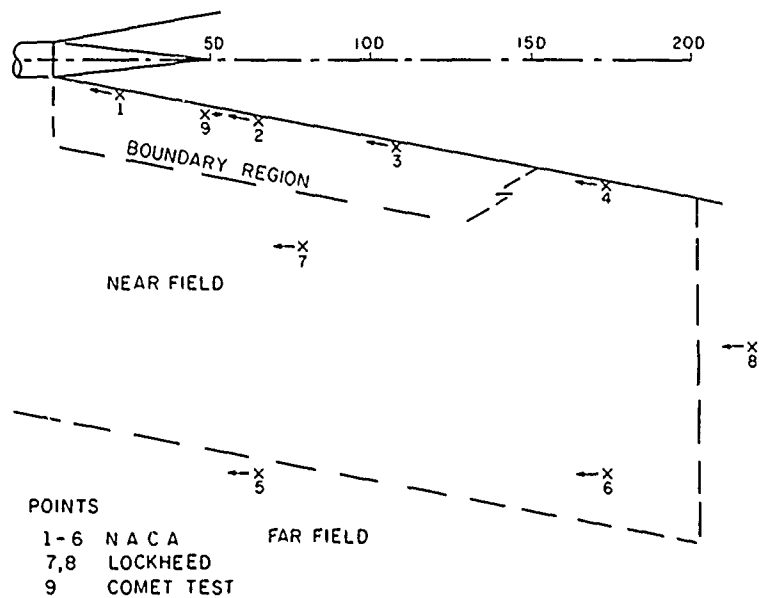 50 100 150 200
1
9 2
3
BOUNDARY REGION
4
7
NEAR FIELD
8
5 6
POINTS
1-6 N A C A
7,8 LOCKHEED
9 COMET TEST
FAR FIELD